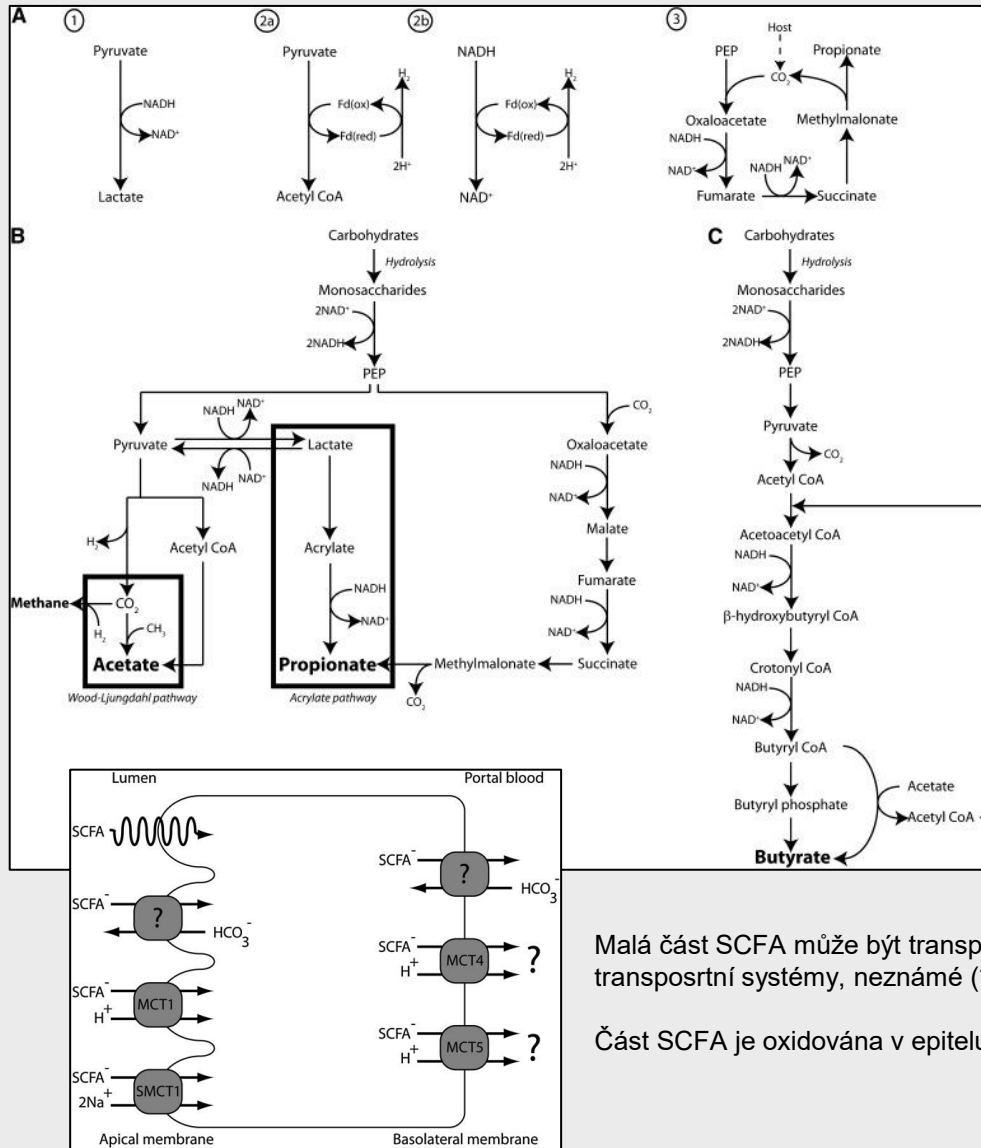 A
1
Pyruvate
NADH
NAD⁺
Lactate
2a
Pyruvate
H₂
Fd(ox)
Fd(red)
2H⁺
Acetyl CoA
2b
NADH
H₂
Fd(ox)
Fd(red)
2H⁺
NAD⁺
3
Host
PEP
Propionate
CO₂
Oxaloacetate
Methylmalonate
NADH
NAD⁺
NADH
NAD⁺
Fumarate
Succinate
B
Carbohydrates
Hydrolysis
Monosaccharides
2NAD⁺
2NADH
PEP
NADH
NAD⁺
Pyruvate
Lactate
NADH
NAD⁺
CO₂
Oxaloacetate
NADH
NAD⁺
Malate
H₂
Acetyl CoA
Acrylate
Fumarate
NADH
NAD⁺
NADH
NAD⁺
Methane
CO₂
H₂
CH₃
Acetate
Propionate
Methylmalonate
Succinate
CO₂
Wood-Ljungdahl pathway
Acrylate pathway
C
Carbohydrates
Hydrolysis
Monosaccharides
2NAD⁺
2NADH
PEP
Pyruvate
CO₂
Acetyl CoA
Acetoacetyl CoA
NADH
NAD⁺
β-hydroxybutyryl CoA
Crotonyl CoA
NADH
NAD⁺
Butyryl CoA
Acetate
Butyryl phosphate
Acetyl CoA
Butyrate
Lumen
Portal blood
SCFA
SCFA⁻
?
HCO₃⁻
SCFA⁻
?
HCO₃⁻
SCFA⁻
MCT1
H⁺
SCFA⁻
MCT4
H⁺
?
SCFA⁻
SMCT1
2Na⁺
SCFA⁻
MCT5
H⁺
?
Apical membrane
Basolateral membrane
Malá část SCFA může být transp
transposrtní systémy, neznámé (
Část SCFA je oxidována v epitelu